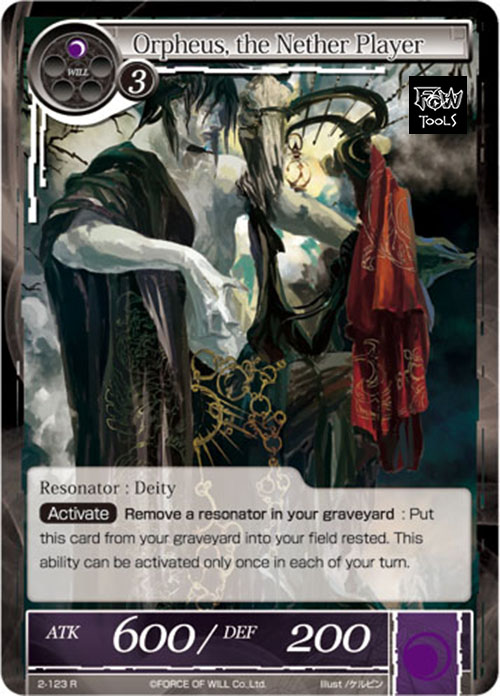 Orpheus, the Nether Player
WILL
3
FOW
TOOLS
Resonator : Deity
Activate Remove a resonator in your graveyard : Put
this card from your graveyard into your field rested. This
ability can be activated only once in each of your turn.
ATK 600/ DEF 200
2-123 R ©FORCE OF WILL Co.,Ltd. Illust /ケルビン